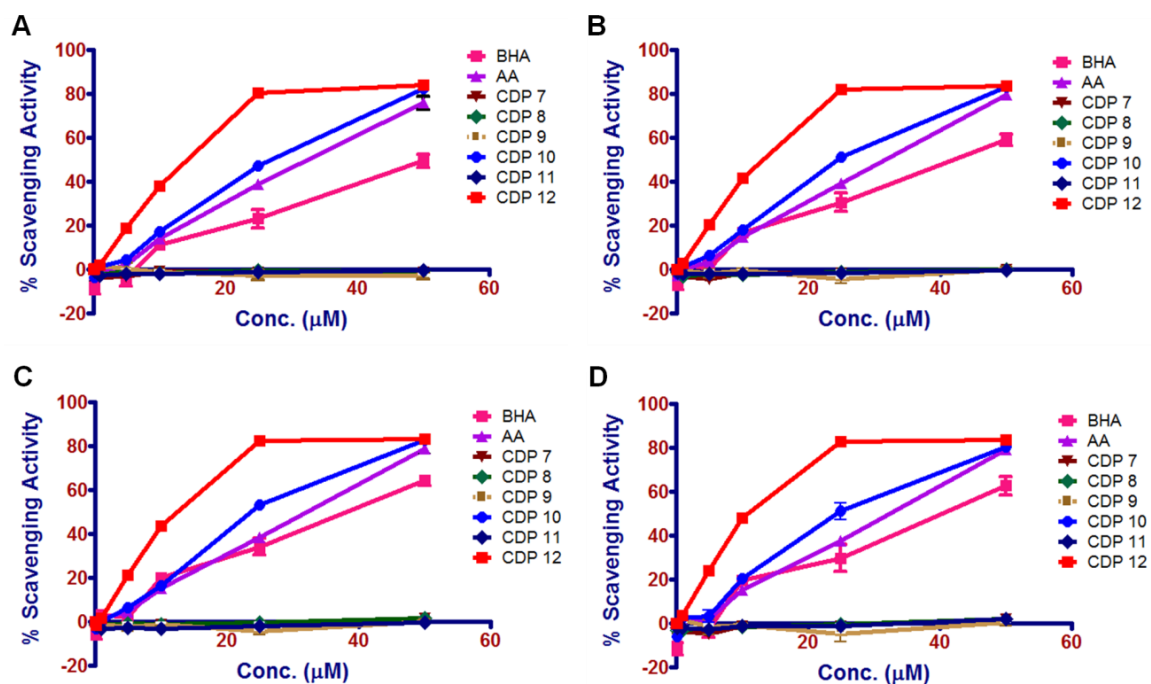 A
% Scavenging Activity
100
80
60
40
20
0
-20
20
40
60
Conc. (µM)
BHA
AA
CDP 7
CDP 8
CDP 9
CDP 10
CDP 11
CDP 12
B
% Scavenging Activity
100
80
60
40
20
0
-20
20
40
60
Conc. (µM)
BHA
AA
CDP 7
CDP 8
CDP 9
CDP 10
CDP 11
CDP 12
C
% Scavenging Activity
100
80
60
40
20
0
-20
20
40
60
Conc. (µM)
BHA
AA
CDP 7
CDP 8
CDP 9
CDP 10
CDP 11
CDP 12
D
% Scavenging Activity
100
80
60
40
20
0
-20
20
40
60
Conc. (µM)
BHA
AA
CDP 7
CDP 8
CDP 9
CDP 10
CDP 11
CDP 12